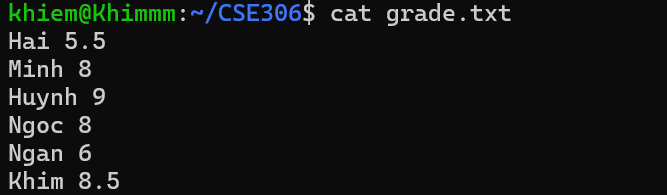 khiem@Khimmm:~/CSE306$ cat grade.txt
Hai 5.5
Minh 8
Huynh 9
Ngoc 8
Ngan 6
Khim 8.5